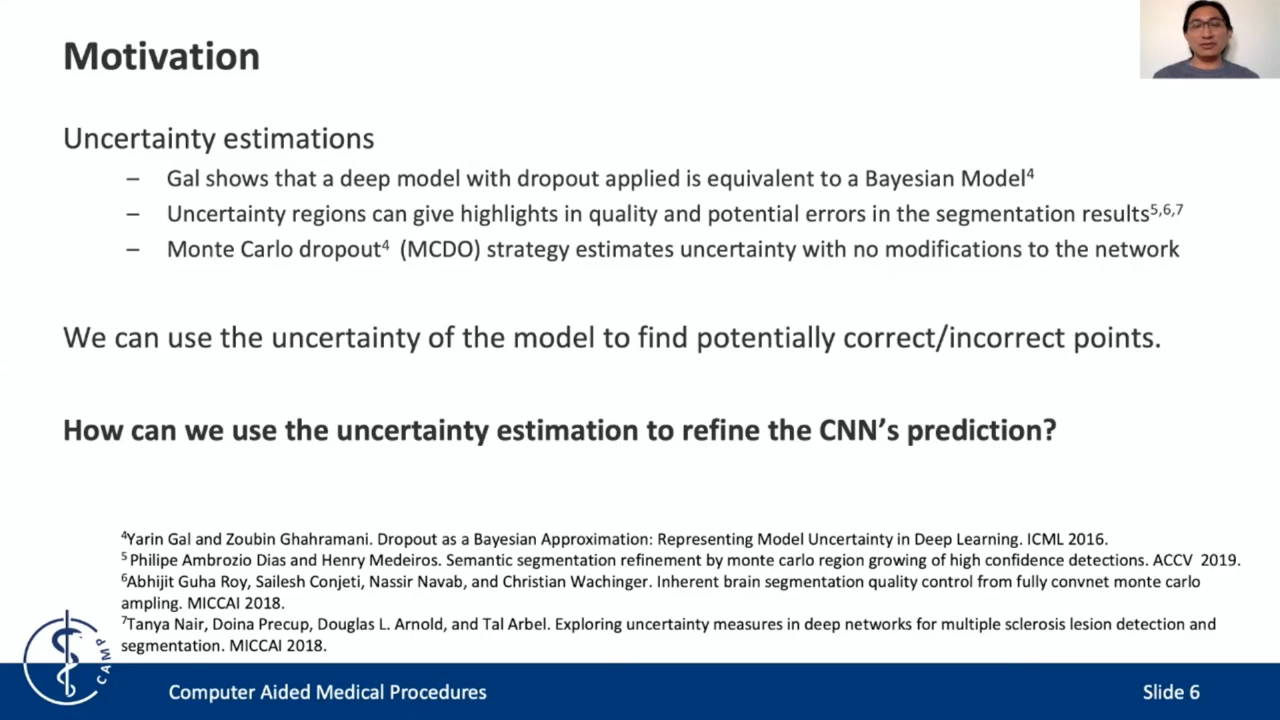 Motivation
Uncertainty estimations
– Gal shows that a deep model with dropout applied is equivalent to a Bayesian Model⁴
– Uncertainty regions can give highlights in quality and potential errors in the segmentation results⁵,⁶,⁷
– Monte Carlo dropout⁴ (MCDO) strategy estimates uncertainty with no modifications to the network
We can use the uncertainty of the model to find potentially correct/incorrect points.
How can we use the uncertainty estimation to refine the CNN’s prediction?
⁴Yarin Gal and Zoubin Ghahramani. Dropout as a Bayesian Approximation: Representing Model Uncertainty in Deep Learning. ICML 2016.
⁵ Philipe Ambrozio Dias and Henry Medeiros. Semantic segmentation refinement by monte carlo region growing of high confidence detections. ACCV 2019.
⁶Abhijit Guha Roy, Sailesh Conjeti, Nassir Navab, and Christian Wachinger. Inherent brain segmentation quality control from fully convnet monte carlo
ampling. MICCAI 2018.
⁷Tanya Nair, Doina Precup, Douglas L. Arnold, and Tal Arbel. Exploring uncertainty measures in deep networks for multiple sclerosis lesion detection and
segmentation. MICCAI 2018.
CAMP
Computer Aided Medical Procedures
Slide 6